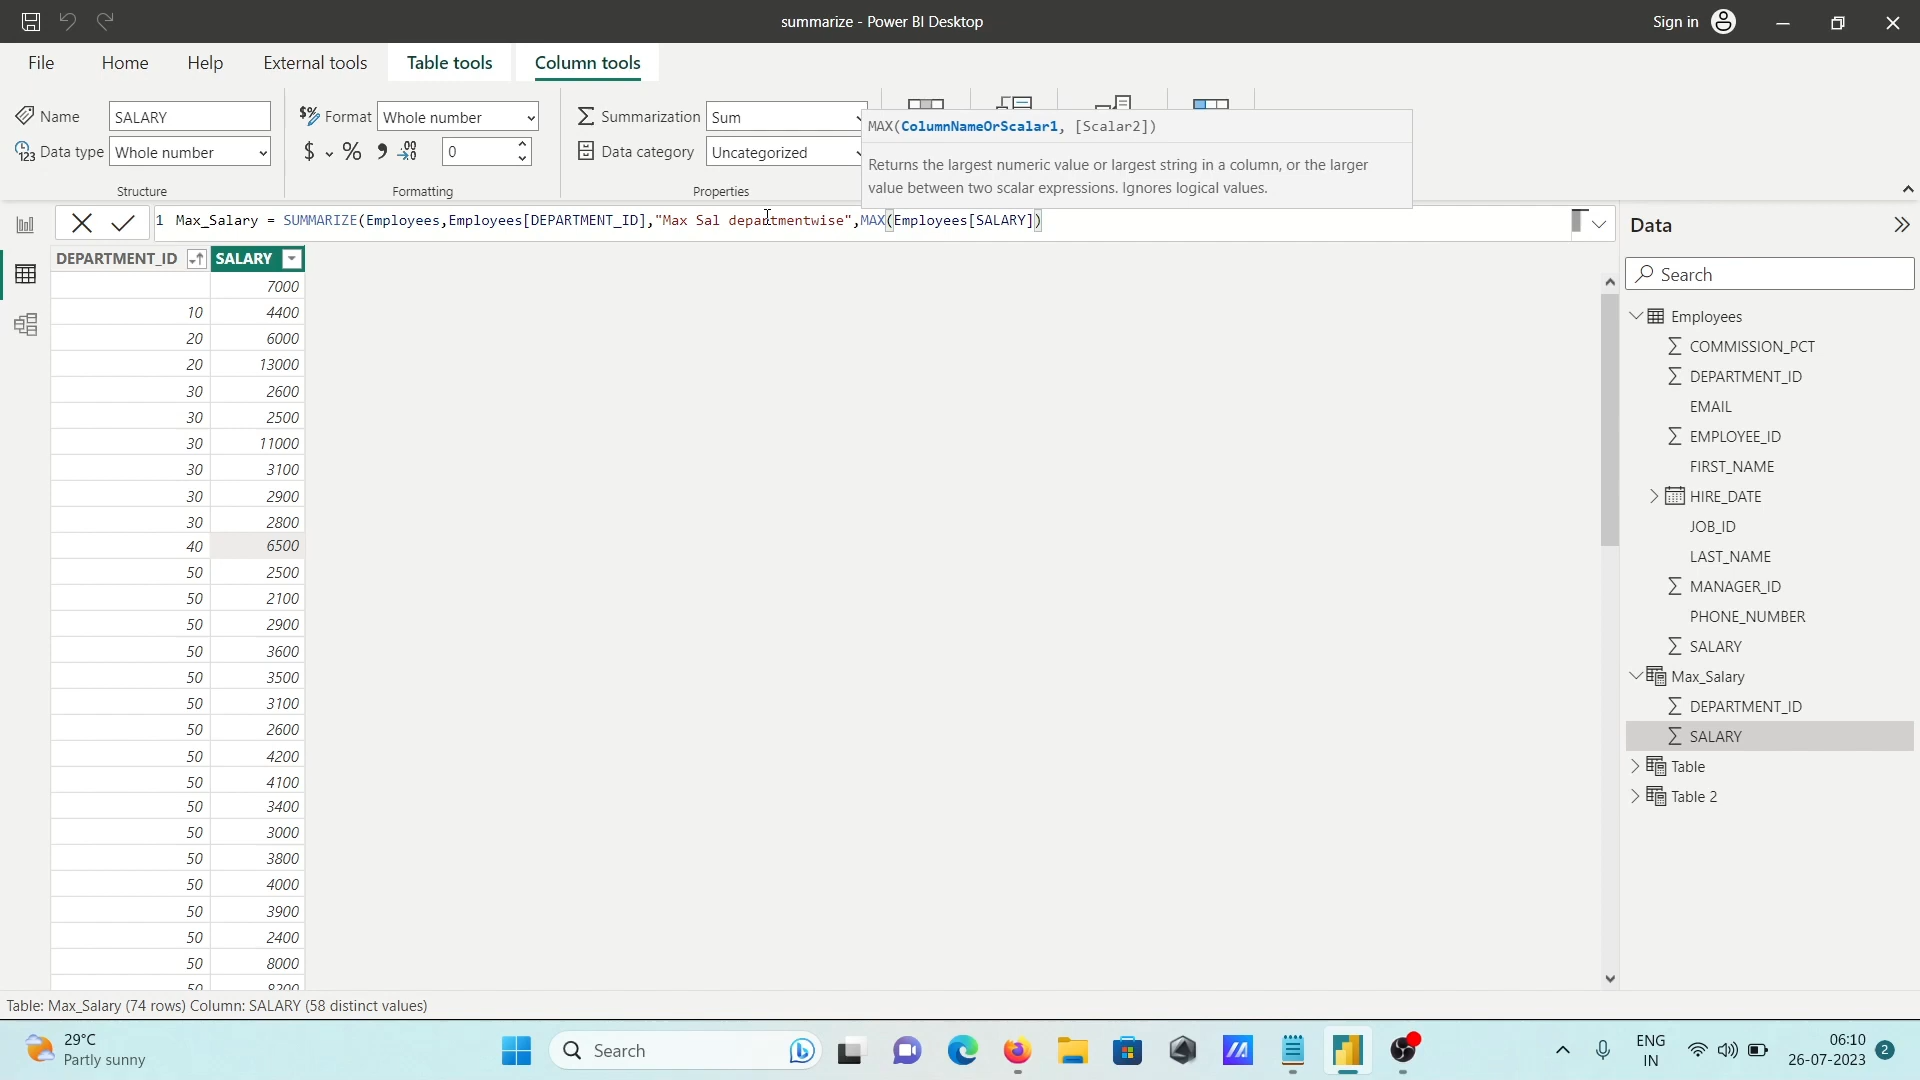 summarize - Power BI Desktop
Sign in
File Home Help External tools Table tools Column tools
Name SALARY
Data type Whole number
Structure
Format Whole number
$ % 0
Formatting
Summarization Sum
Data category Uncategorized
Properties
MAX(ColumnNameOrScalar1, [Scalar2])
Returns the largest numeric value or largest string in a column, or the larger
value between two scalar expressions. Ignores logical values.
1 Max_Salary = SUMMARIZE(Employees,Employees[DEPARTMENT_ID],"Max Sal departmentwise",MAX(Employees[SALARY])
DEPARTMENT_ID SALARY
7000
10 4400
20 6000
20 13000
30 2600
30 2500
30 11000
30 3100
30 2900
30 2800
40 6500
50 2500
50 2100
50 2900
50 3600
50 3500
50 3100
50 2600
50 4200
50 4100
50 3400
50 3000
50 3800
50 4000
50 3900
50 2400
50 8000
50 8200
Data
Search
Employees
COMMISSION_PCT
DEPARTMENT_ID
EMAIL
EMPLOYEE_ID
FIRST_NAME
HIRE_DATE
JOB_ID
LAST_NAME
MANAGER_ID
PHONE_NUMBER
SALARY
Max_Salary
DEPARTMENT_ID
SALARY
Table
Table 2
Table: Max_Salary (74 rows) Column: SALARY (58 distinct values)
29°C
Partly sunny
Search
ENG
IN
06:10
26-07-2023
2